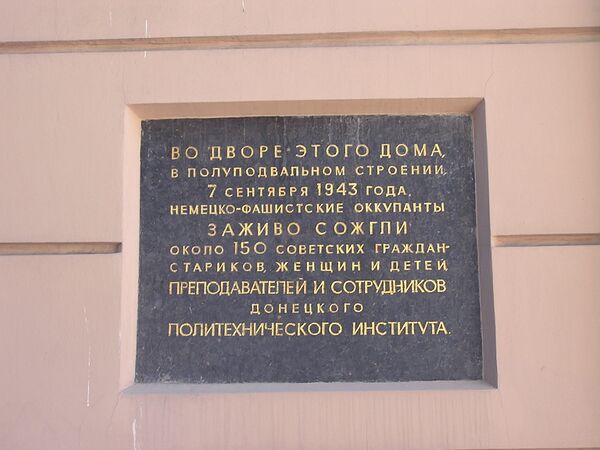 ВО ДВОРЕ ЭТОГО ДОМА,
В ПОЛУПОДВАЛЬНОМ СТРОЕНИИ,
7 СЕНТЯБРЯ 1943 ГОДА,
НЕМЕЦКО-ФАШИСТСКИЕ ОККУПАНТЫ
ЗАЖИВО СОЖГЛИ
ОКОЛО 150 СОВЕТСКИХ ГРАЖДАН-
СТАРИКОВ, ЖЕНЩИН И ДЕТЕЙ,
ПРЕПОДАВАТЕЛЕЙ И СОТРУДНИКОВ
ДОНЕЦКОГО
ПОЛИТЕХНИЧЕСКОГО ИНСТИТУТА.